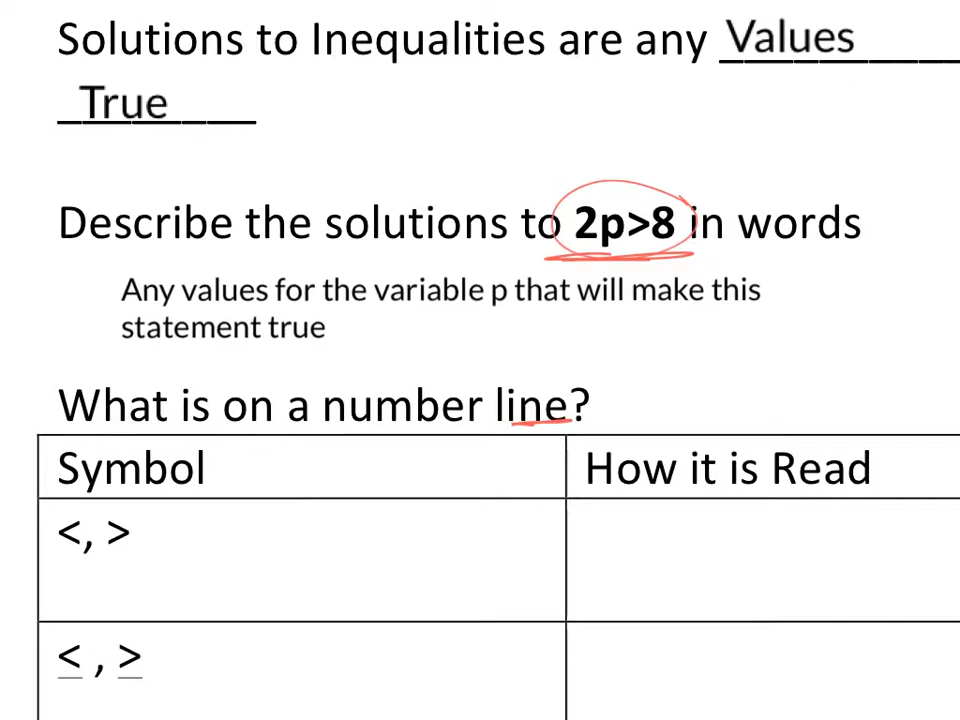 Solutions to Inequalities are any Values
True
Describe the solutions to 2p>8 in words
Any values for the variable p that will make this
statement true
What is on a number line?
Symbol How it is Read
<, >
≤ , ≥